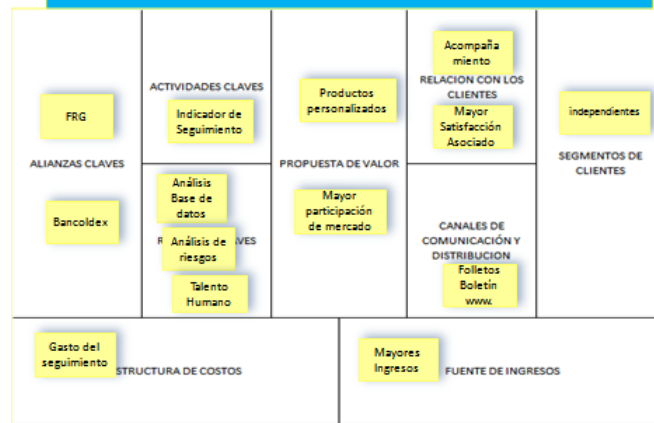 FRG
ALIANZAS CLAVES
Bancoldex
ACTIVIDADES CLAVES
Indicador de
Seguimiento
Análisis
Base de
datos
Análisis de
riesgos
VES
Talento
Humano
Productos
personalizados
PROPUESTA DE VALOR
Mayor
participación
de mercado
Acompaña
miento
RELACION CON LOS
CLIENTES
Mayor
Satisfacción
Asociado
CANALES DE
COMUNICACIÓN Y
DISTRIBUCION
Folletos
Boletín
www.
independientes
SEGMENTOS DE
CLIENTES
Gasto del
seguimiento
STRUCTURA DE COSTOS
Mayores
Ingresos
FUENTE DE INGRESOS